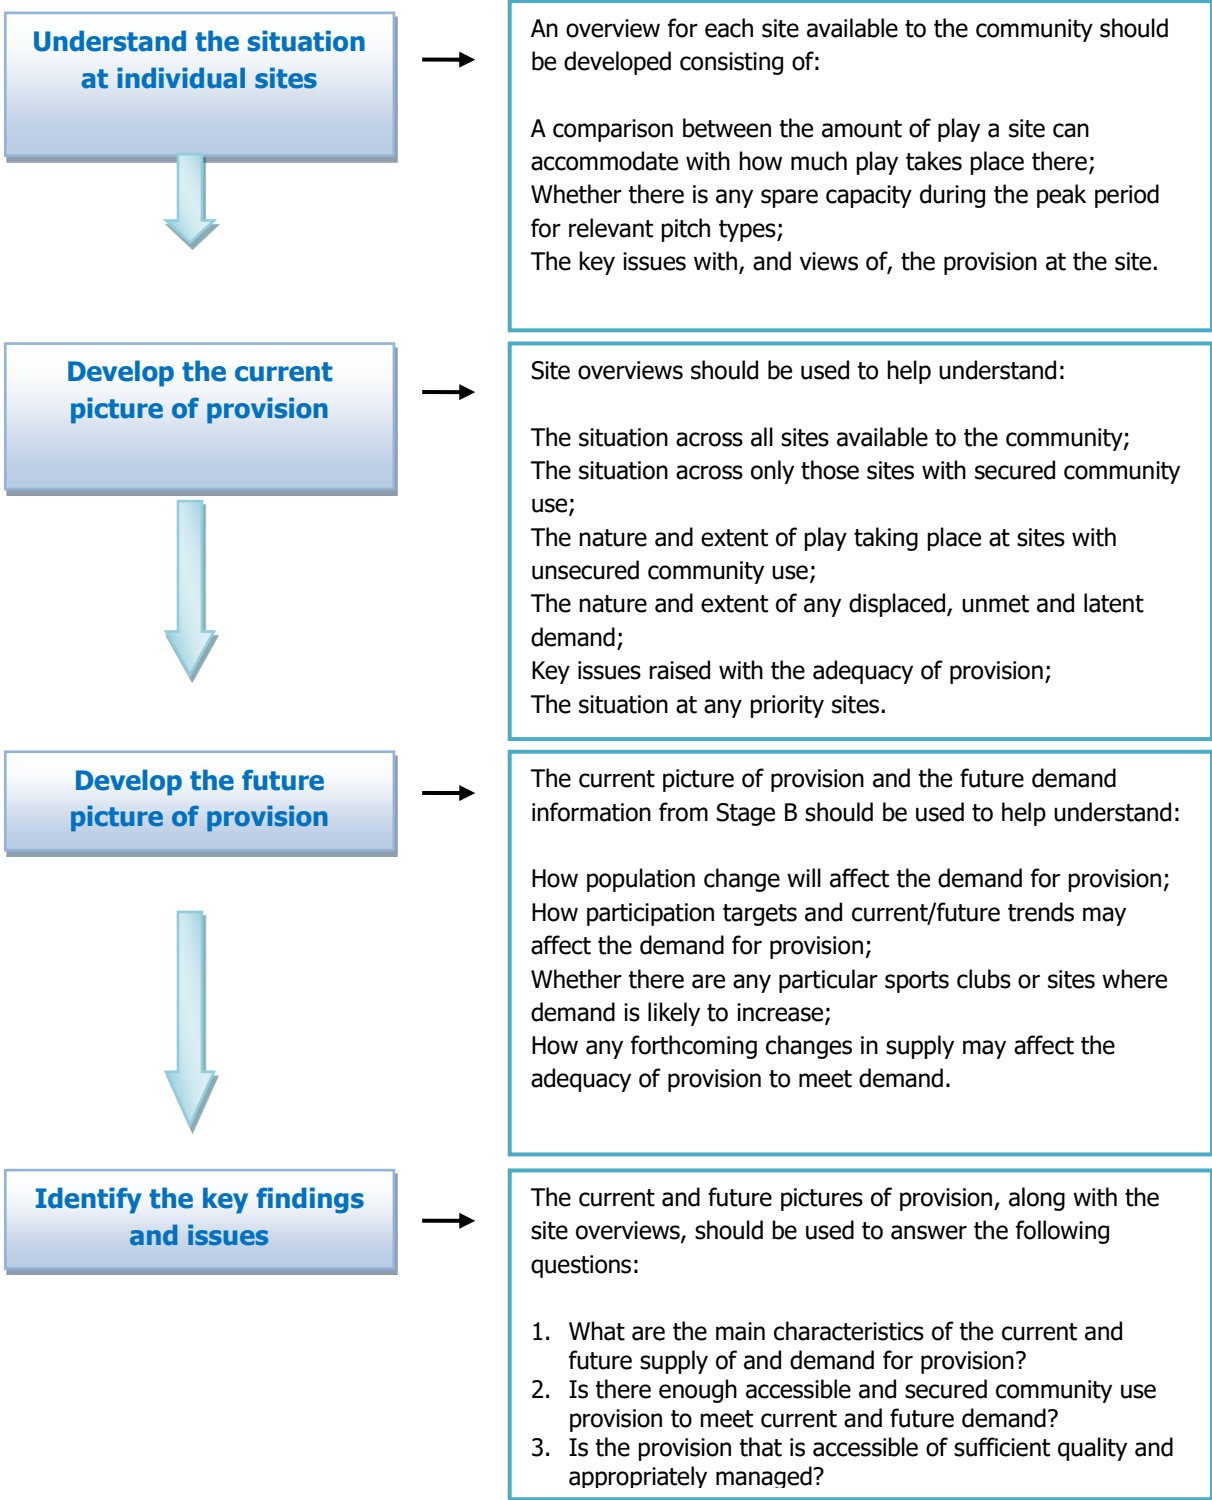 Understand the situation
at individual sites
An overview for each site available to the community should
be developed consisting of:
A comparison between the amount of play a site can
accommodate with how much play takes place there;
Whether there is any spare capacity during the peak period
for relevant pitch types;
The key issues with, and views of, the provision at the site.
Develop the current
picture of provision
Site overviews should be used to help understand:
The situation across all sites available to the community;
The situation across only those sites with secured community
use;
The nature and extent of play taking place at sites with
unsecured community use;
The nature and extent of any displaced, unmet and latent
demand;
Key issues raised with the adequacy of provision;
The situation at any priority sites.
Develop the future
picture of provision
The current picture of provision and the future demand
information from Stage B should be used to help understand:
How population change will affect the demand for provision;
How participation targets and current/future trends may
affect the demand for provision;
Whether there are any particular sports clubs or sites where
demand is likely to increase;
How any forthcoming changes in supply may affect the
adequacy of provision to meet demand.
Identify the key findings
and issues
The current and future pictures of provision, along with the
site overviews, should be used to answer the following
questions:
1. What are the main characteristics of the current and
future supply of and demand for provision?
2. Is there enough accessible and secured community use
provision to meet current and future demand?
3. Is the provision that is accessible of sufficient quality and
appropriately managed?